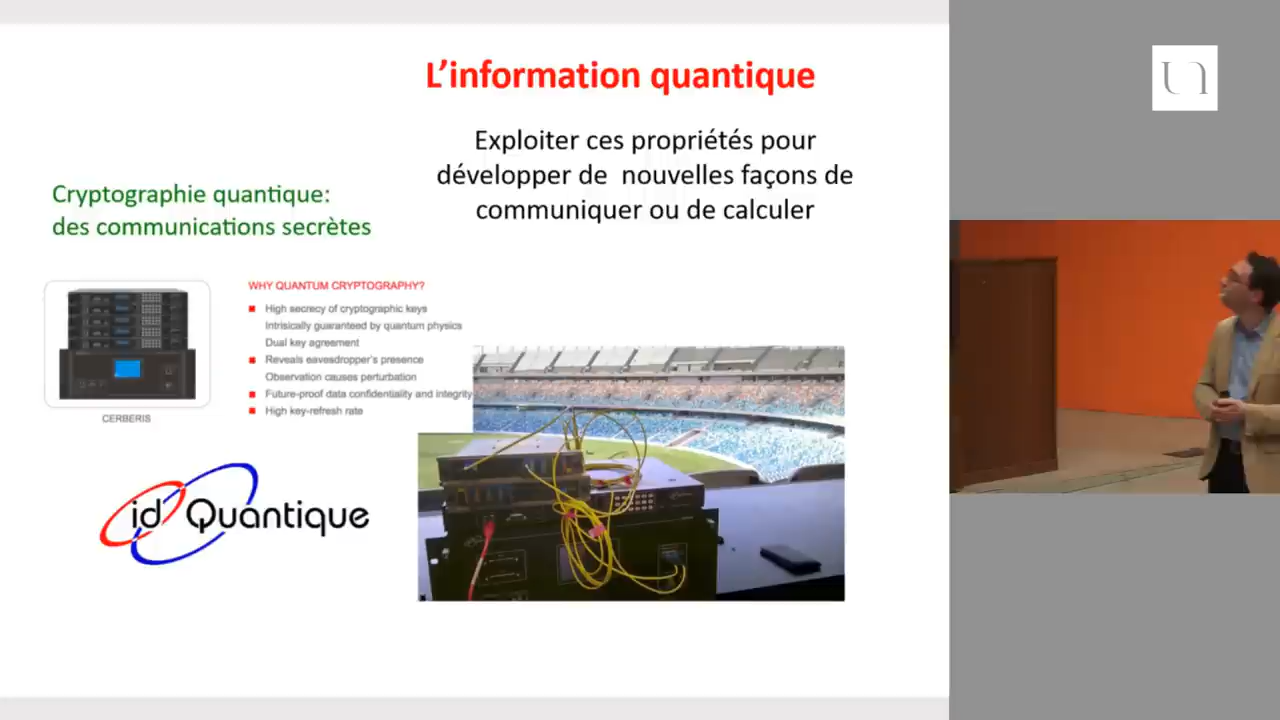 L'information quantique
Exploiter ces propriétés pour
développer de nouvelles façons de
communiquer ou de calculer
Cryptographie quantique:
des communications secrètes
WHY QUANTUM CRYPTOGRAPHY?
High secrecy of cryptographic keys
Intrisically guaranteed by quantum physics
Dual key agreement
Reveals eavesdropper's presence
Observation causes perturbation
Future-proof data confidentiality and integrity
High key-refresh rate
CERBERIS
id Quantique